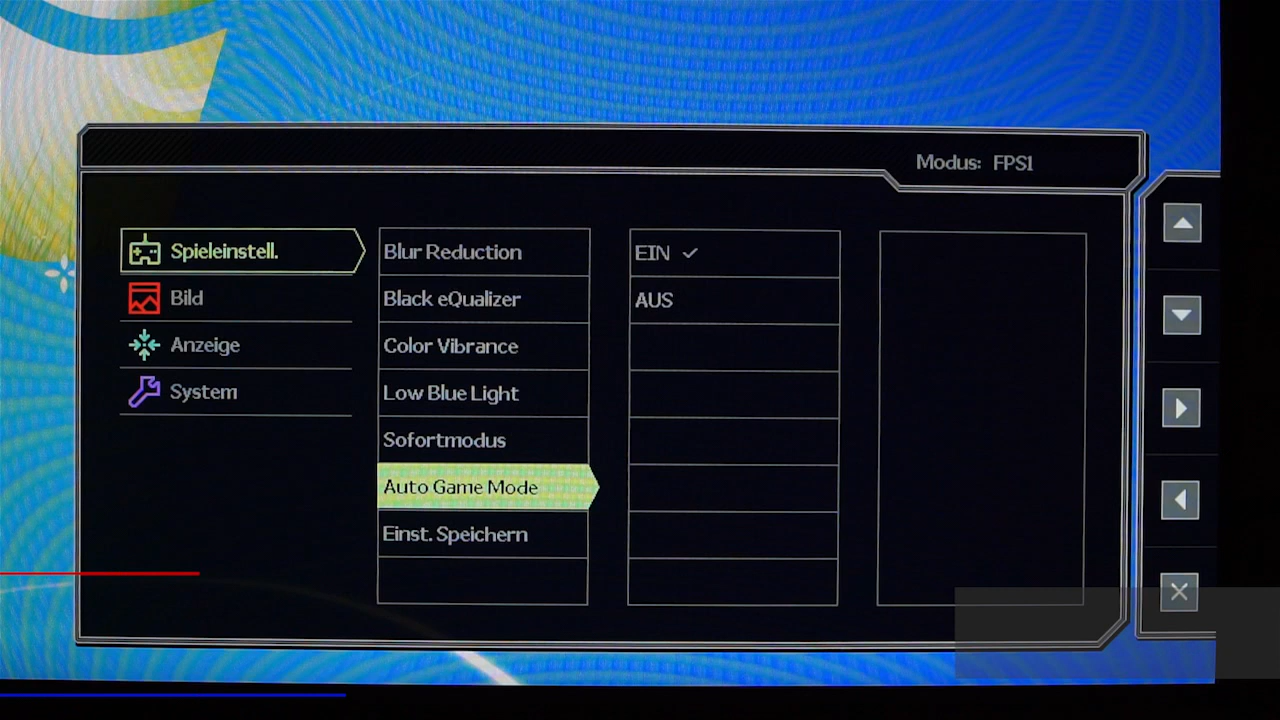 Modus: FPS1
Spieleinstell.
Bild
Anzeige
System
Blur Reduction
Black eQualizer
Color Vibrance
Low Blue Light
Sofortmodus
Auto Game Mode
Einst. Speichern
EIN ✓
AUS